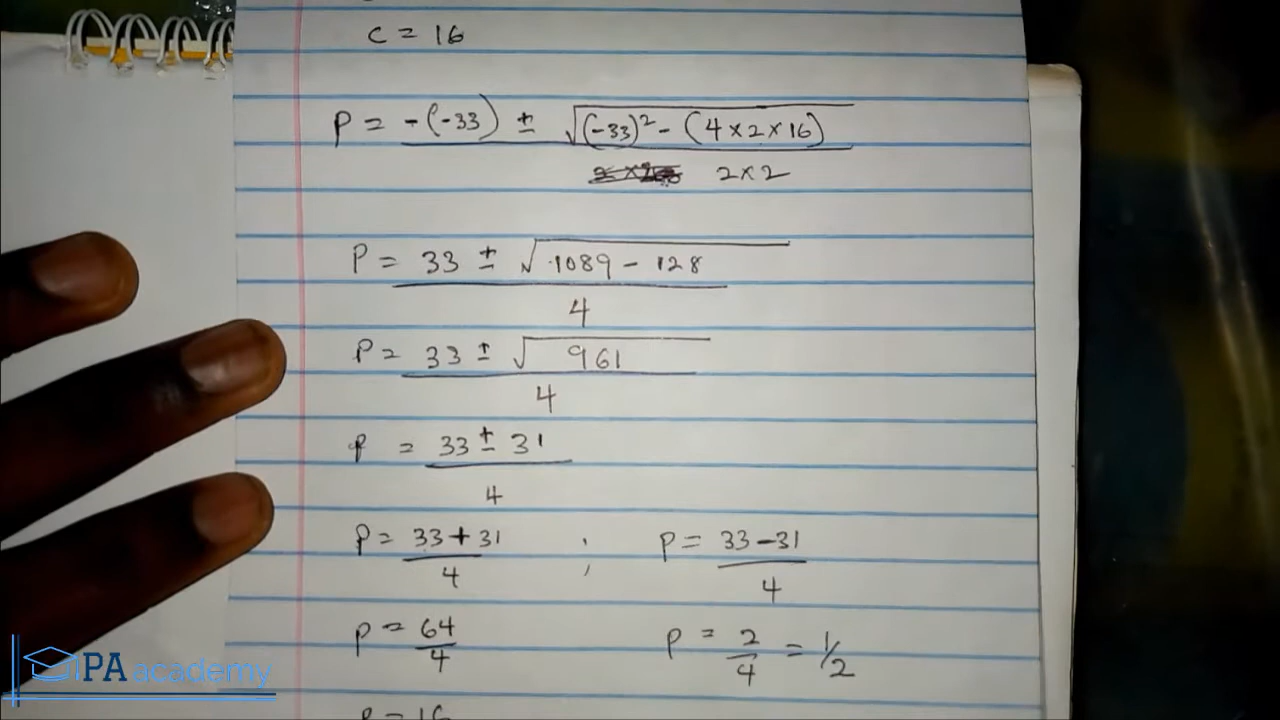 c = 16
P = -(-33) ± √(-33)² - (4×2×16)
2×2
P = 33 ± √1089 - 128
4
P = 33 ± √961
4
P = 33 ± 31
4
P = 33 + 31 ; P = 33 - 31
4 4
P = 64/4 P = 2/4 = 1/2
P = 16
PA academy